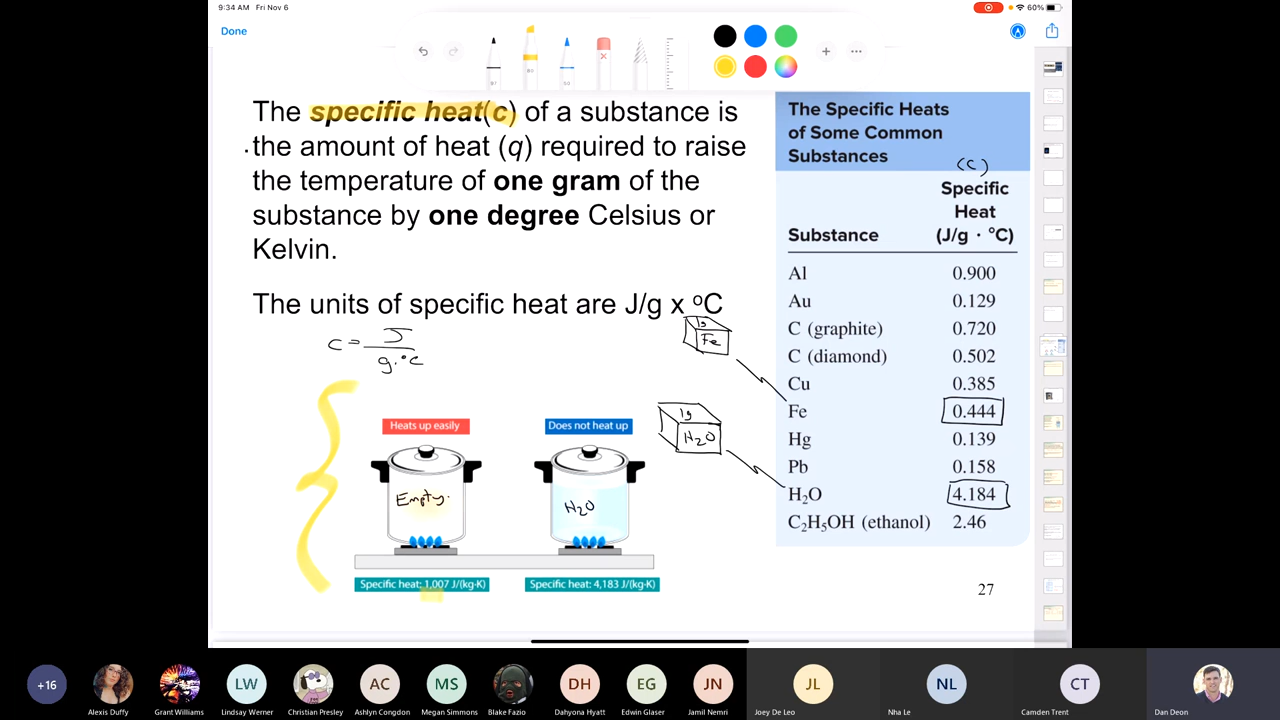 9:34 AM Fri Nov 6
60%
Done
The specific heat(c) of a substance is
the amount of heat (q) required to raise
the temperature of one gram of the
substance by one degree Celsius or
Kelvin.
The units of specific heat are J/g x ºC
c = J
g·°C
1g
Fe
1g
H2O
Heats up easily
Does not heat up
Empty.
H2O
Specific heat: 1,007 J/(kg·K)
Specific heat: 4,183 J/(kg·K)
The Specific Heats
of Some Common
Substances
(c)
Specific
Heat
Substance (J/g · °C)
Al 0.900
Au 0.129
C (graphite) 0.720
C (diamond) 0.502
Cu 0.385
Fe 0.444
Hg 0.139
Pb 0.158
H₂O 4.184
C₂H₅OH (ethanol) 2.46
27
+16
LW
AC
MS
DH
EG
JN
JL
NL
CT
Alexis Duffy
Grant Williams
Lindsay Werner
Christian Presley
Ashlyn Congdon
Megan Simmons
Blake Fazio
Dahyona Hyatt
Edwin Glaser
Jamil Nemri
Joey De Leo
Nha Le
Camden Trent
Dan Deon